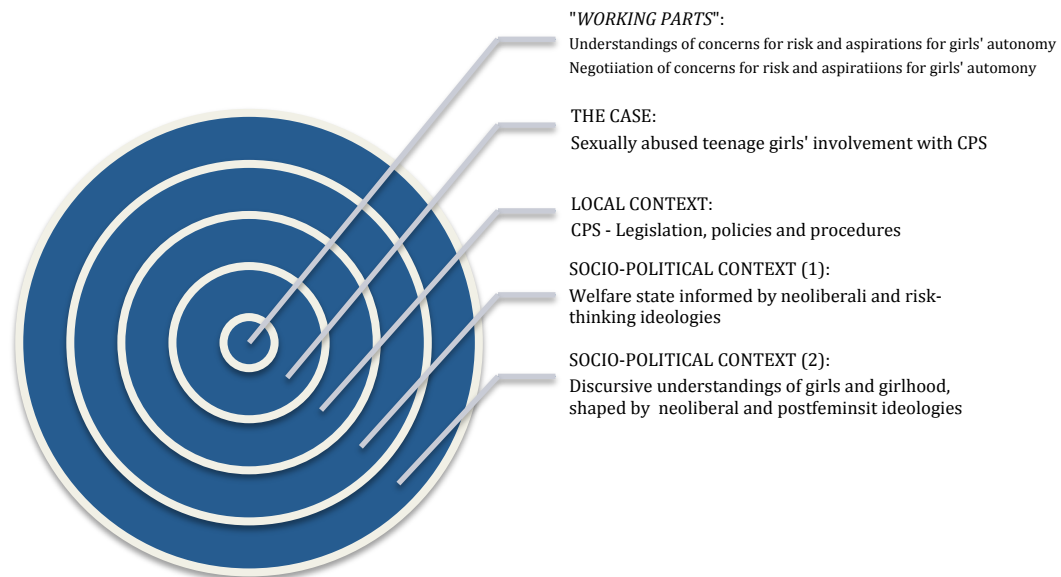 "WORKING PARTS":
Understandings of concerns for risk and aspirations for girls' autonomy
Negotiiation of concerns for risk and aspiratiions for girls' automony
THE CASE:
Sexually abused teenage girls' involvement with CPS
LOCAL CONTEXT:
CPS - Legislation, policies and procedures
SOCIO-POLITICAL CONTEXT (1):
Welfare state informed by neoliberali and risk-
thinking ideologies
SOCIO-POLITICAL CONTEXT (2):
Discursive understandings of girls and girlhood,
shaped by neoliberal and postfeminsit ideologies